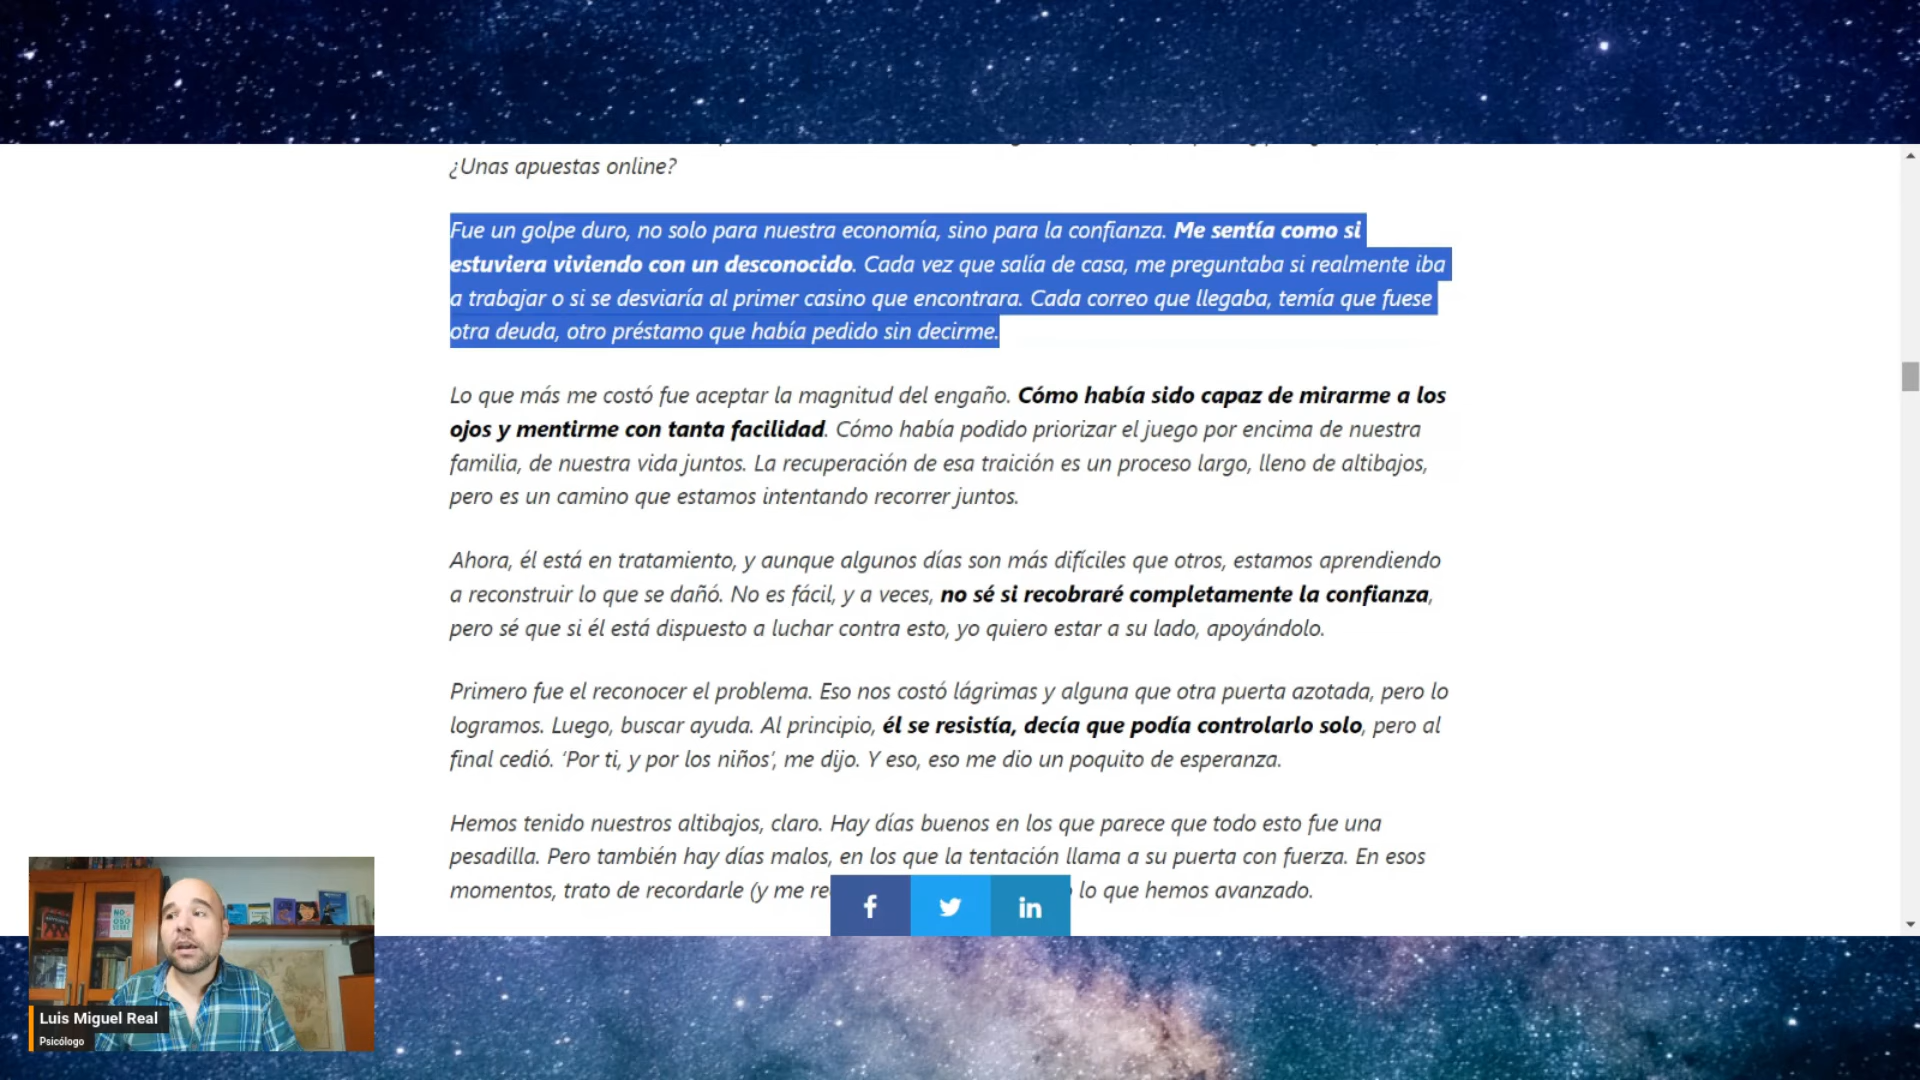 ¿Unas apuestas online?
Fue un golpe duro, no solo para nuestra economía, sino para la confianza. Me sentía como si
estuviera viviendo con un desconocido. Cada vez que salía de casa, me preguntaba si realmente iba
a trabajar o si se desviaría al primer casino que encontrara. Cada correo que llegaba, temía que fuese
otra deuda, otro préstamo que había pedido sin decirme.
Lo que más me costó fue aceptar la magnitud del engaño. Cómo había sido capaz de mirarme a los
ojos y mentirme con tanta facilidad. Cómo había podido priorizar el juego por encima de nuestra
familia, de nuestra vida juntos. La recuperación de esa traición es un proceso largo, lleno de altibajos,
pero es un camino que estamos intentando recorrer juntos.
Ahora, él está en tratamiento, y aunque algunos días son más difíciles que otros, estamos aprendiendo
a reconstruir lo que se dañó. No es fácil, y a veces, no sé si recobraré completamente la confianza,
pero sé que si él está dispuesto a luchar contra esto, yo quiero estar a su lado, apoyándolo.
Primero fue el reconocer el problema. Eso nos costó lágrimas y alguna que otra puerta azotada, pero lo
logramos. Luego, buscar ayuda. Al principio, él se resistía, decía que podía controlarlo solo, pero al
final cedió. ‘Por ti, y por los niños’, me dijo. Y eso, eso me dio un poquito de esperanza.
Hemos tenido nuestros altibajos, claro. Hay días buenos en los que parece que todo esto fue una
pesadilla. Pero también hay días malos, en los que la tentación llama a su puerta con fuerza. En esos
momentos, trato de recordarle (y me lo que hemos avanzado.
Luis Miguel Real
Psicólogo